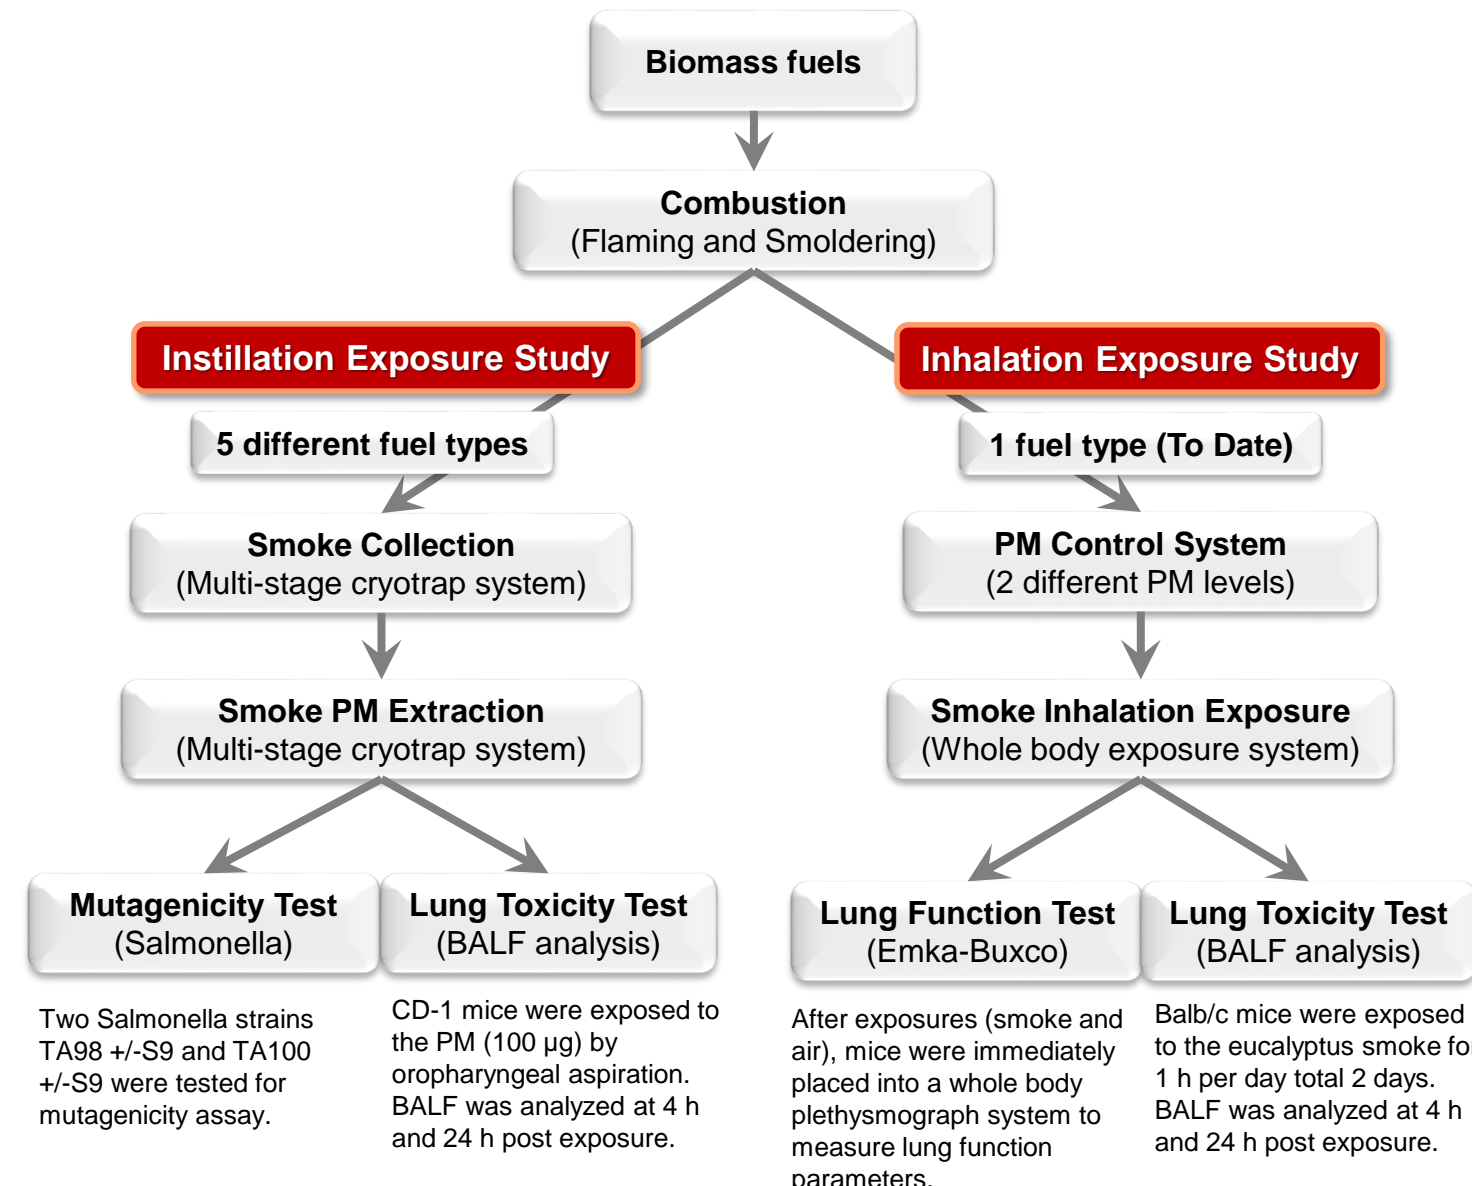 Biomass fuels
Combustion
(Flaming and Smoldering)
Instillation Exposure Study
5 different fuel types
Smoke Collection
(Multi-stage cryotrap system)
Smoke PM Extraction
(Multi-stage cryotrap system)
Mutagenicity Test
(Salmonella)
Two Salmonella strains
TA98 +/-S9 and TA100
+/-S9 were tested for
mutagenicity assay.
Lung Toxicity Test
(BALF analysis)
CD-1 mice were exposed to
the PM (100 µg) by
oropharyngeal aspiration.
BALF was analyzed at 4 h
and 24 h post exposure.
Inhalation Exposure Study
1 fuel type (To Date)
PM Control System
(2 different PM levels)
Smoke Inhalation Exposure
(Whole body exposure system)
Lung Function Test
(Emka-Buxco)
After exposures (smoke and
air), mice were immediately
placed into a whole body
plethysmograph system to
measure lung function
parameters.
Lung Toxicity Test
(BALF analysis)
Balb/c mice were exposed
to the eucalyptus smoke for
1 h per day total 2 days.
BALF was analyzed at 4 h
and 24 h post exposure.